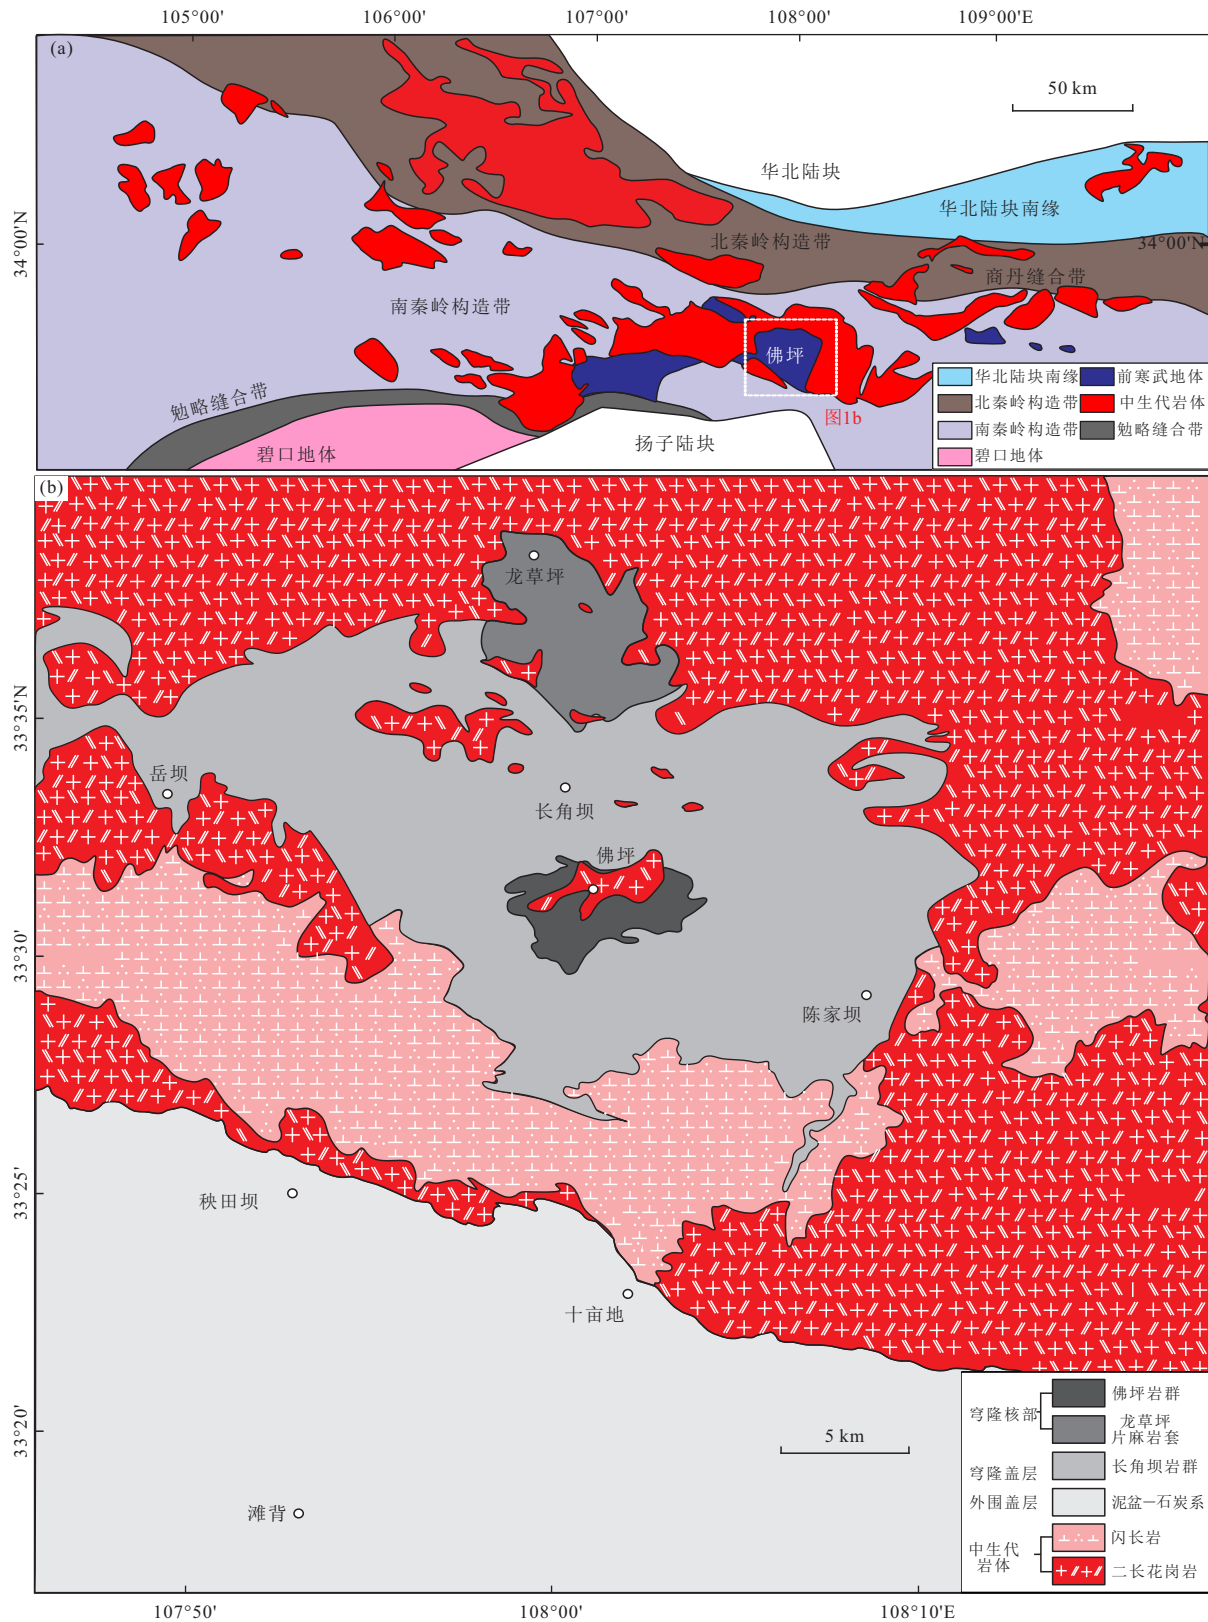 105°00' 106°00' 107°00' 108°00' 109°00'E
(a)
50 km
华北陆块
华北陆块南缘
34°00'N
北秦岭构造带
34°00'N
商丹缝合带
南秦岭构造带
佛坪
勉略缝合带
图1b
碧口地体
扬子陆块
华北陆块南缘 前寒武地体
北秦岭构造带 中生代岩体
南秦岭构造带 勉略缝合带
碧口地体
(b)
龙草坪
33°35'N
岳坝
长角坝
佛坪
33°30'
陈家坝
33°25'
秧田坝
十亩地
33°20'
5 km
滩背
穹隆核部
佛坪岩群
龙草坪
片麻岩套
穹隆盖层 长角坝岩群
外围盖层 泥盆—石炭系
中生代
岩体
闪长岩
二长花岗岩
107°50' 108°00' 108°10'E